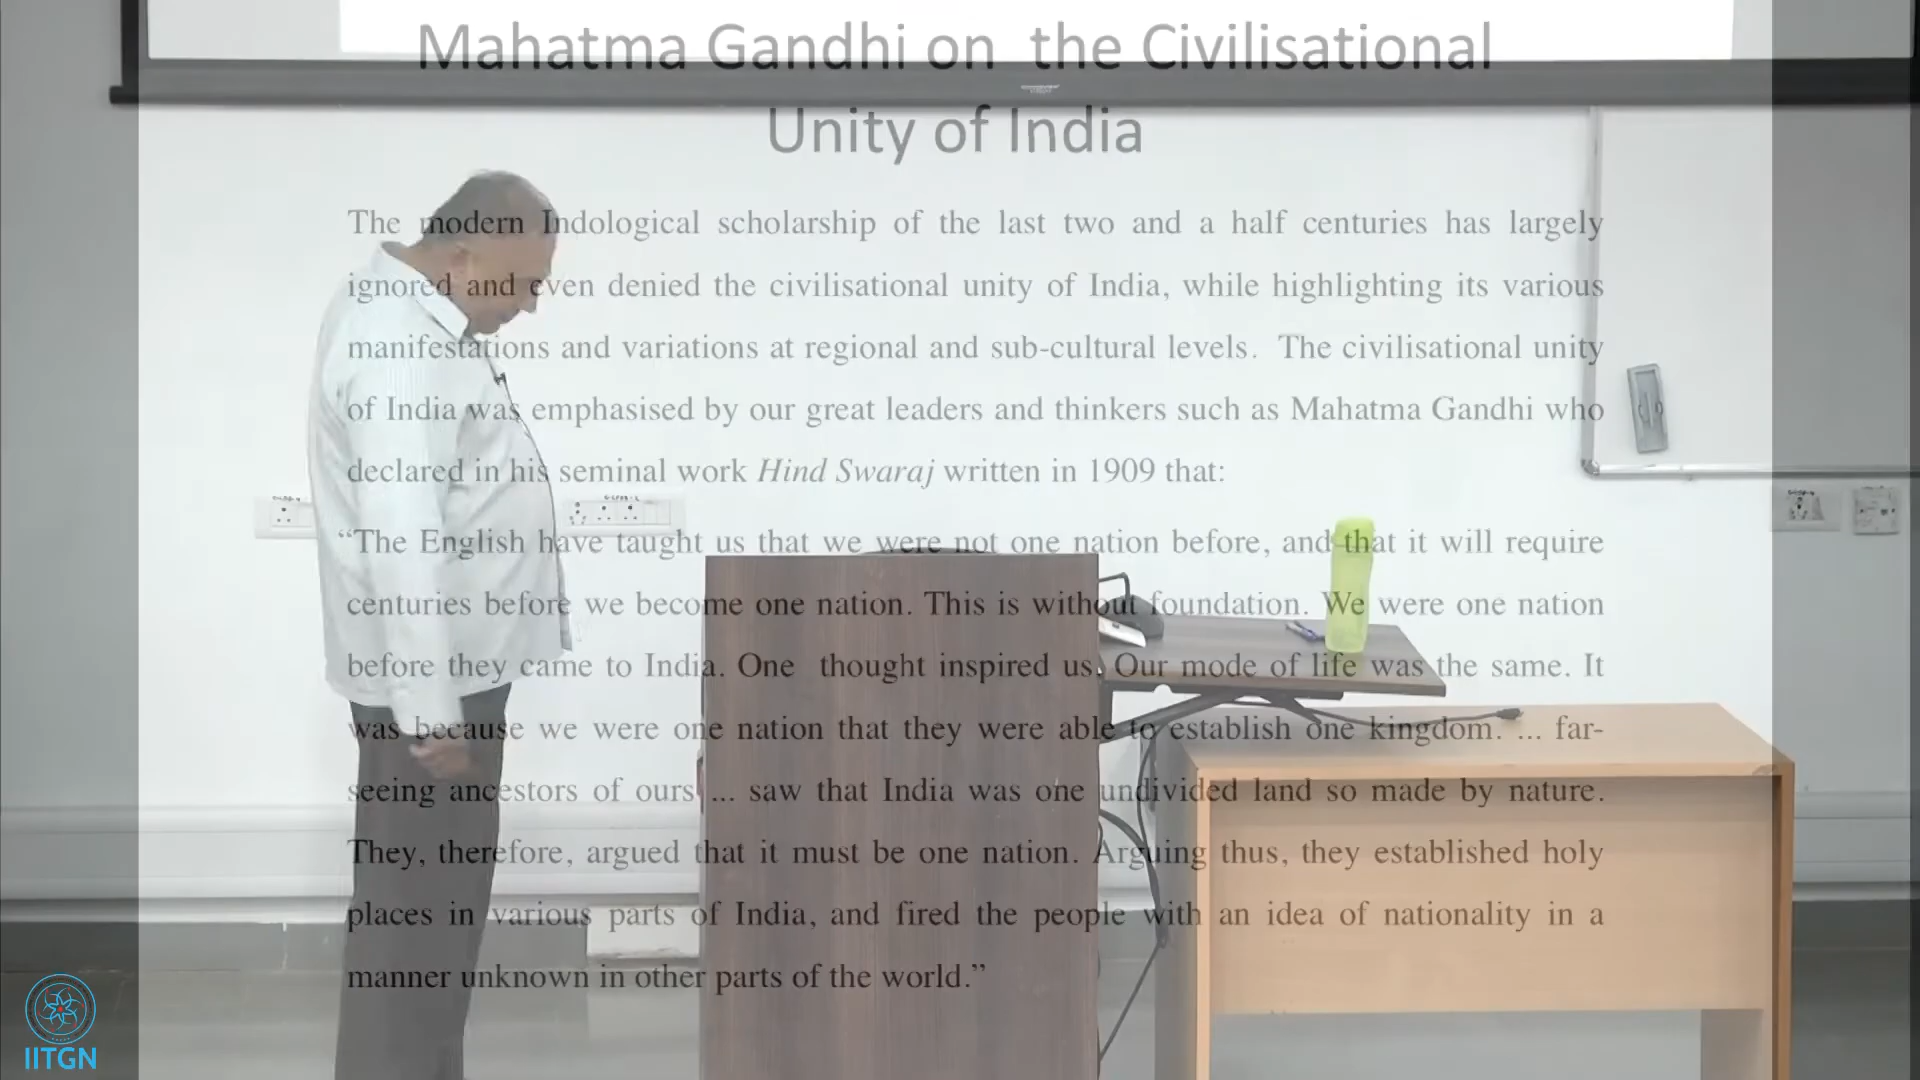 Mahatma Gandhi on the Civilisational
Unity of India
The modern Indological scholarship of the last two and a half centuries has largely
ignored and even denied the civilisational unity of India, while highlighting its various
manifestations and variations at regional and sub-cultural levels. The civilisational unity
of India was emphasised by our great leaders and thinkers such as Mahatma Gandhi who
declared in his seminal work Hind Swaraj written in 1909 that:
“The English have taught us that we were not one nation before, and that it will require
centuries before we become one nation. This is without foundation. We were one nation
before they came to India. One thought inspired us. Our mode of life was the same. It
was because we were one nation that they were able to establish one kingdom. ... far-
seeing ancestors of ours ... saw that India was one undivided land so made by nature.
They, therefore, argued that it must be one nation. Arguing thus, they established holy
places in various parts of India, and fired the people with an idea of nationality in a
manner unknown in other parts of the world.”
IITGN